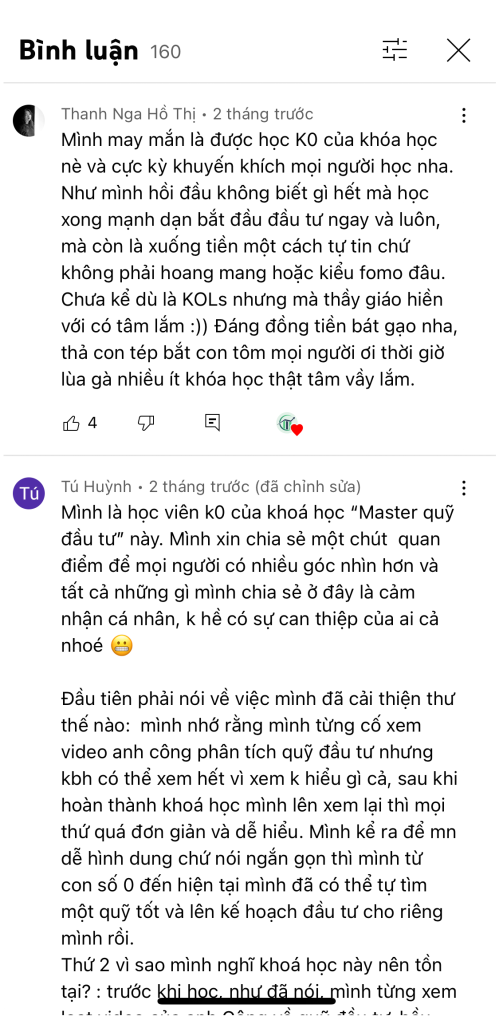 Bình luận 160
Thanh Nga Hồ Thị • 2 tháng trước
Mình may mắn là được học K0 của khóa học
nè và cực kỳ khuyến khích mọi người học nha.
Như mình hồi đầu không biết gì hết mà học
xong mạnh dạn bắt đầu đầu tư ngay và luôn,
mà còn là xuống tiền một cách tự tin chứ
không phải hoang mang hoặc kiểu fomo đâu.
Chưa kể dù là KOLs nhưng mà thầy giáo hiền
với có tâm lắm :)) Đáng đồng tiền bát gạo nha,
thả con tép bắt con tôm mọi người ơi thời giờ
lùa gà nhiều ít khóa học thật tâm vầy lắm.
4
Tú
Tú Huỳnh • 2 tháng trước (đã chỉnh sửa)
Mình là học viên k0 của khoá học “Master quỹ
đầu tư” này. Mình xin chia sẻ một chút quan
điểm để mọi người có nhiều góc nhìn hơn và
tất cả những gì mình chia sẻ ở đây là cảm
nhận cá nhân, k hề có sự can thiệp của ai cả
nhoé 😬
Đầu tiên phải nói về việc mình đã cải thiện thư
thế nào: mình nhớ rằng mình từng cố xem
video anh công phân tích quỹ đầu tư nhưng
kbh có thể xem hết vì xem k hiểu gì cả, sau khi
hoàn thành khoá học mình lên xem lại thì mọi
thứ quá đơn giản và dễ hiểu. Mình kể ra để mn
dễ hình dung chứ nói ngắn gọn thì mình từ
con số 0 đến hiện tại mình đã có thể tự tìm
một quỹ tốt và lên kế hoạch đầu tư cho riêng
mình rồi.
Thứ 2 vì sao mình nghĩ khoá học này nên tồn
tại? : trước khi học, như đã nói, mình từng xem